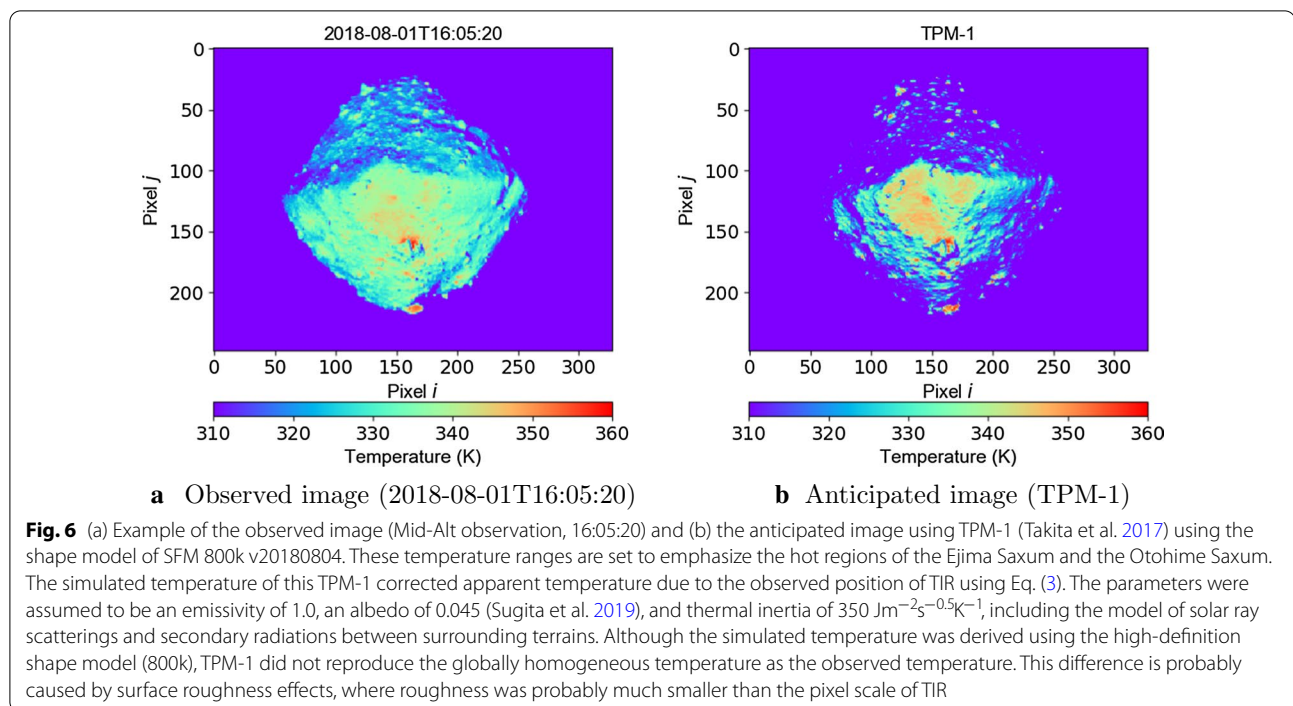 2018-08-01T16:05:20
0
50
100
150
200
Pixel j
0 50 100 150 200 250 300
Pixel i
310 320 330 340 350 360
Temperature (K)
a Observed image (2018-08-01T16:05:20)
TPM-1
0
50
100
150
200
Pixel j
0 50 100 150 200 250 300
Pixel i
310 320 330 340 350 360
Temperature (K)
b Anticipated image (TPM-1)
Fig. 6 (a) Example of the observed image (Mid-Alt observation, 16:05:20) and (b) the anticipated image using TPM-1 (Takita et al. 2017) using the
shape model of SFM 800k v20180804. These temperature ranges are set to emphasize the hot regions of the Ejima Saxum and the Otohime Saxum.
The simulated temperature of this TPM-1 corrected apparent temperature due to the observed position of TIR using Eq. (3). The parameters were
assumed to be an emissivity of 1.0, an albedo of 0.045 (Sugita et al. 2019), and thermal inertia of 350 Jm⁻²s⁻⁰·⁵K⁻¹, including the model of solar ray
scatterings and secondary radiations between surrounding terrains. Although the simulated temperature was derived using the high-definition
shape model (800k), TPM-1 did not reproduce the globally homogeneous temperature as the observed temperature. This difference is probably
caused by surface roughness effects, where roughness was probably much smaller than the pixel scale of TIR